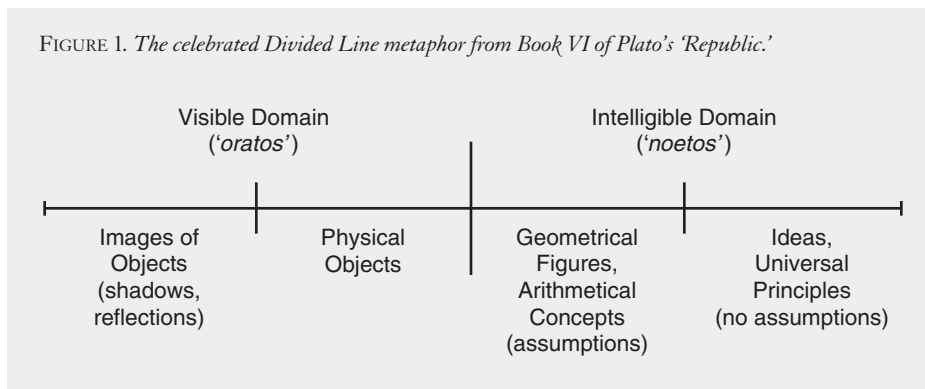 FIGURE 1. The celebrated Divided Line metaphor from Book VI of Plato's 'Republic.'
Visible Domain
('oratos')
Intelligible Domain
('noetos')
Images of
Objects
(shadows,
reflections)
Physical
Objects
Geometrical
Figures,
Arithmetical
Concepts
(assumptions)
Ideas,
Universal
Principles
(no assumptions)